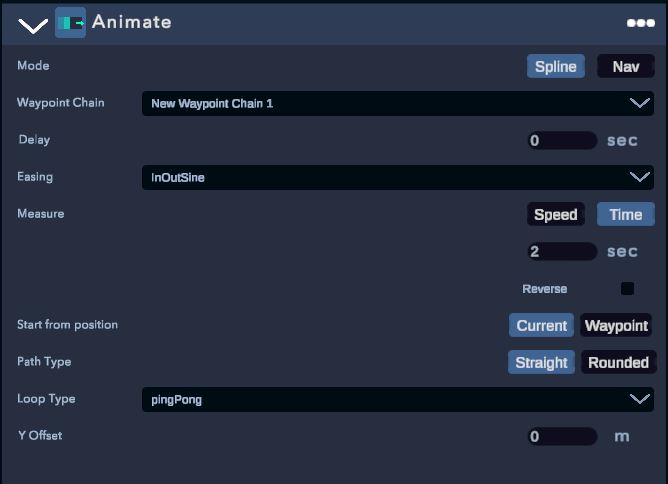 Animate
Mode Spline Nav
Waypoint Chain New Waypoint Chain 1
Delay 0 sec
Easing InOutSine
Measure Speed Time
2 sec
Reverse
Start from position Current Waypoint
Path Type Straight Rounded
Loop Type pingPong
Y Offset 0 m